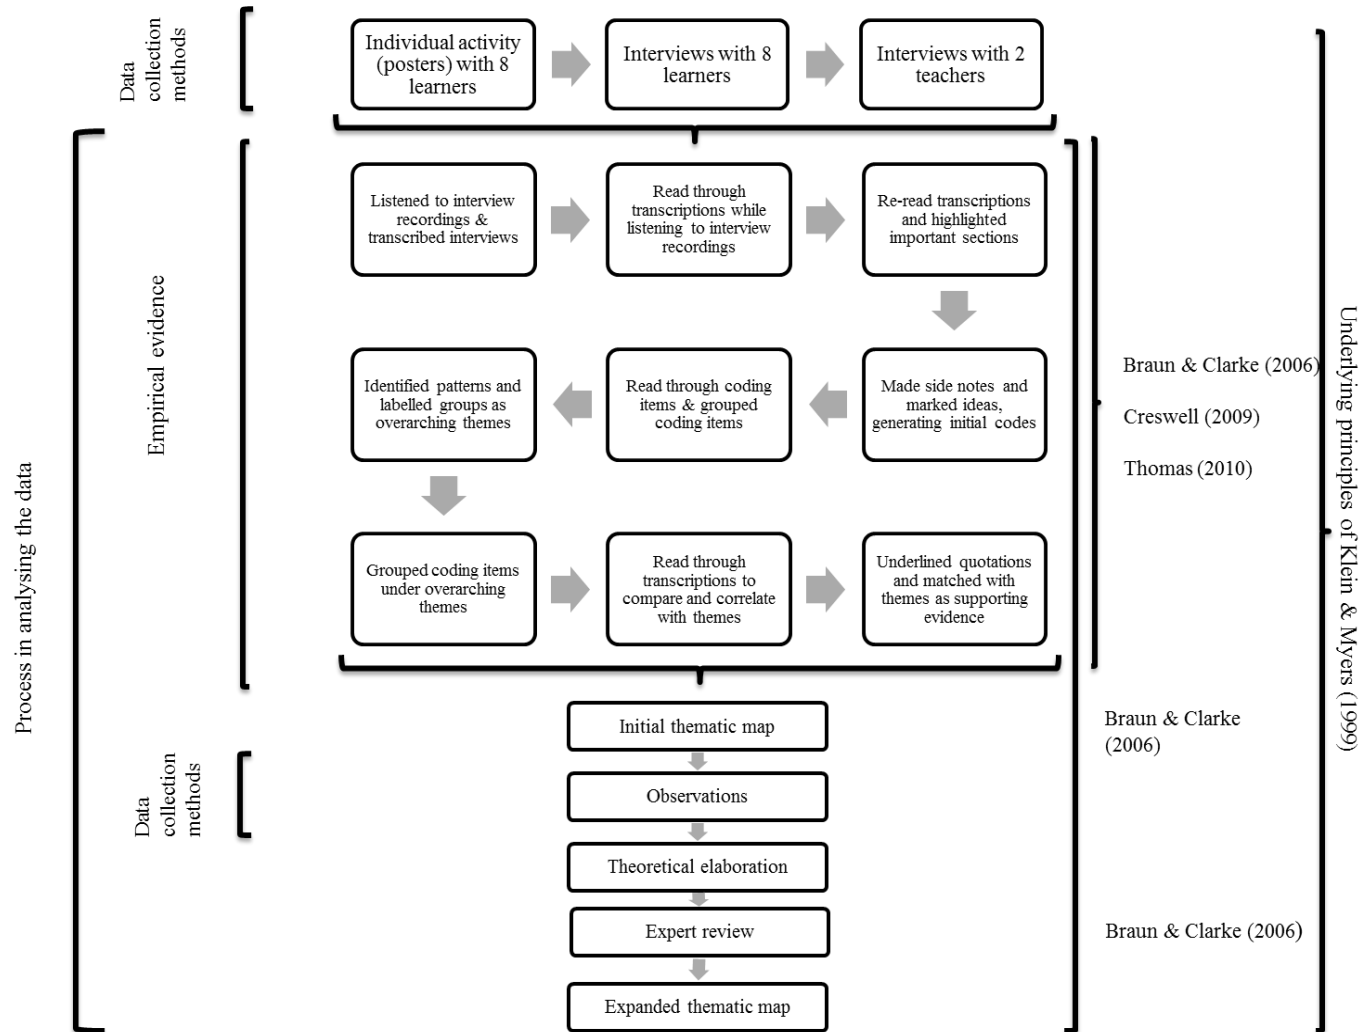 Data
collection
methods
Individual activity
(posters) with 8
learners
Interviews with 8
learners
Interviews with 2
teachers
Process in analysing the data
Empirical evidence
Listened to interview
recordings &
transcribed interviews
Read through
transcriptions while
listening to interview
recordings
Re-read transcriptions
and highlighted
important sections
Identified patterns and
labelled groups as
overarching themes
Read through coding
items & grouped
coding items
Made side notes and
marked ideas,
generating initial codes
Grouped coding items
under overarching
themes
Read through
transcriptions to
compare and correlate
with themes
Underlined quotations
and matched with
themes as supporting
evidence
Braun & Clarke (2006)
Creswell (2009)
Thomas (2010)
Underlying principles of Klein & Myers (1999)
Initial thematic map
Braun & Clarke
(2006)
Data
collection
methods
Observations
Theoretical elaboration
Expert review
Braun & Clarke (2006)
Expanded thematic map